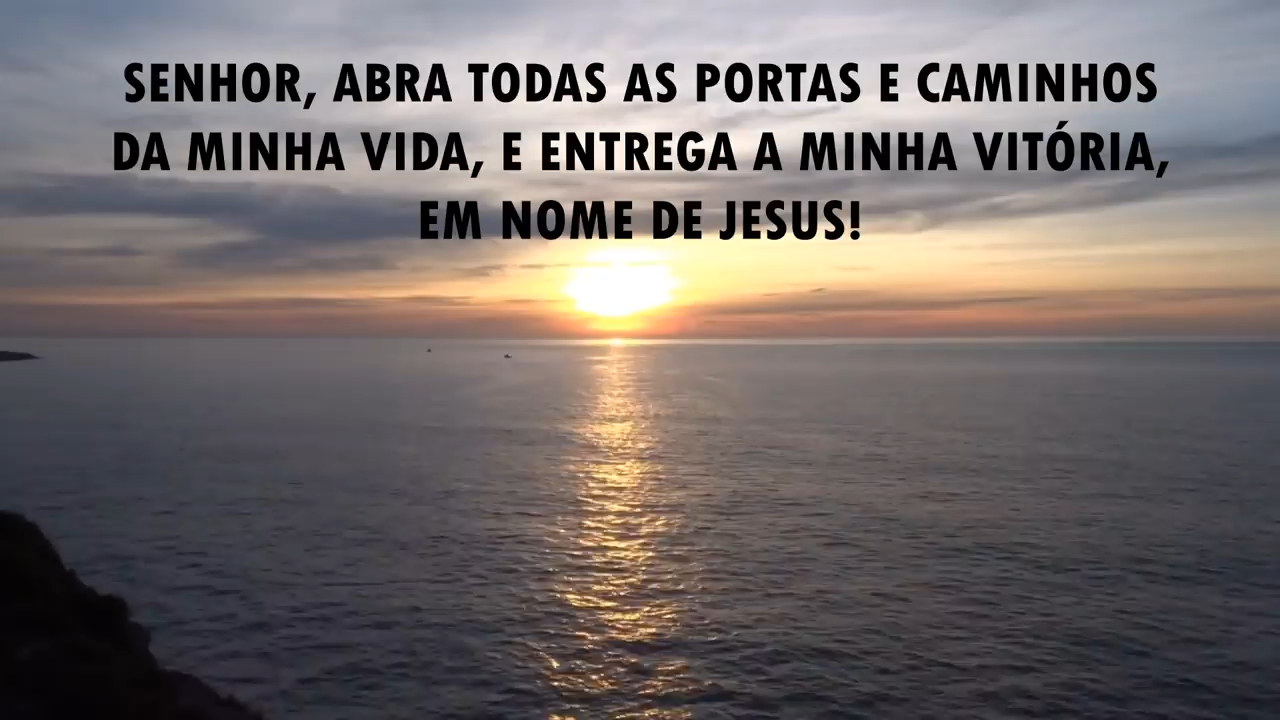 SENHOR, ABRA TODAS AS PORTAS E CAMINHOS
DA MINHA VIDA, E ENTREGA A MINHA VITÓRIA,
EM NOME DE JESUS!